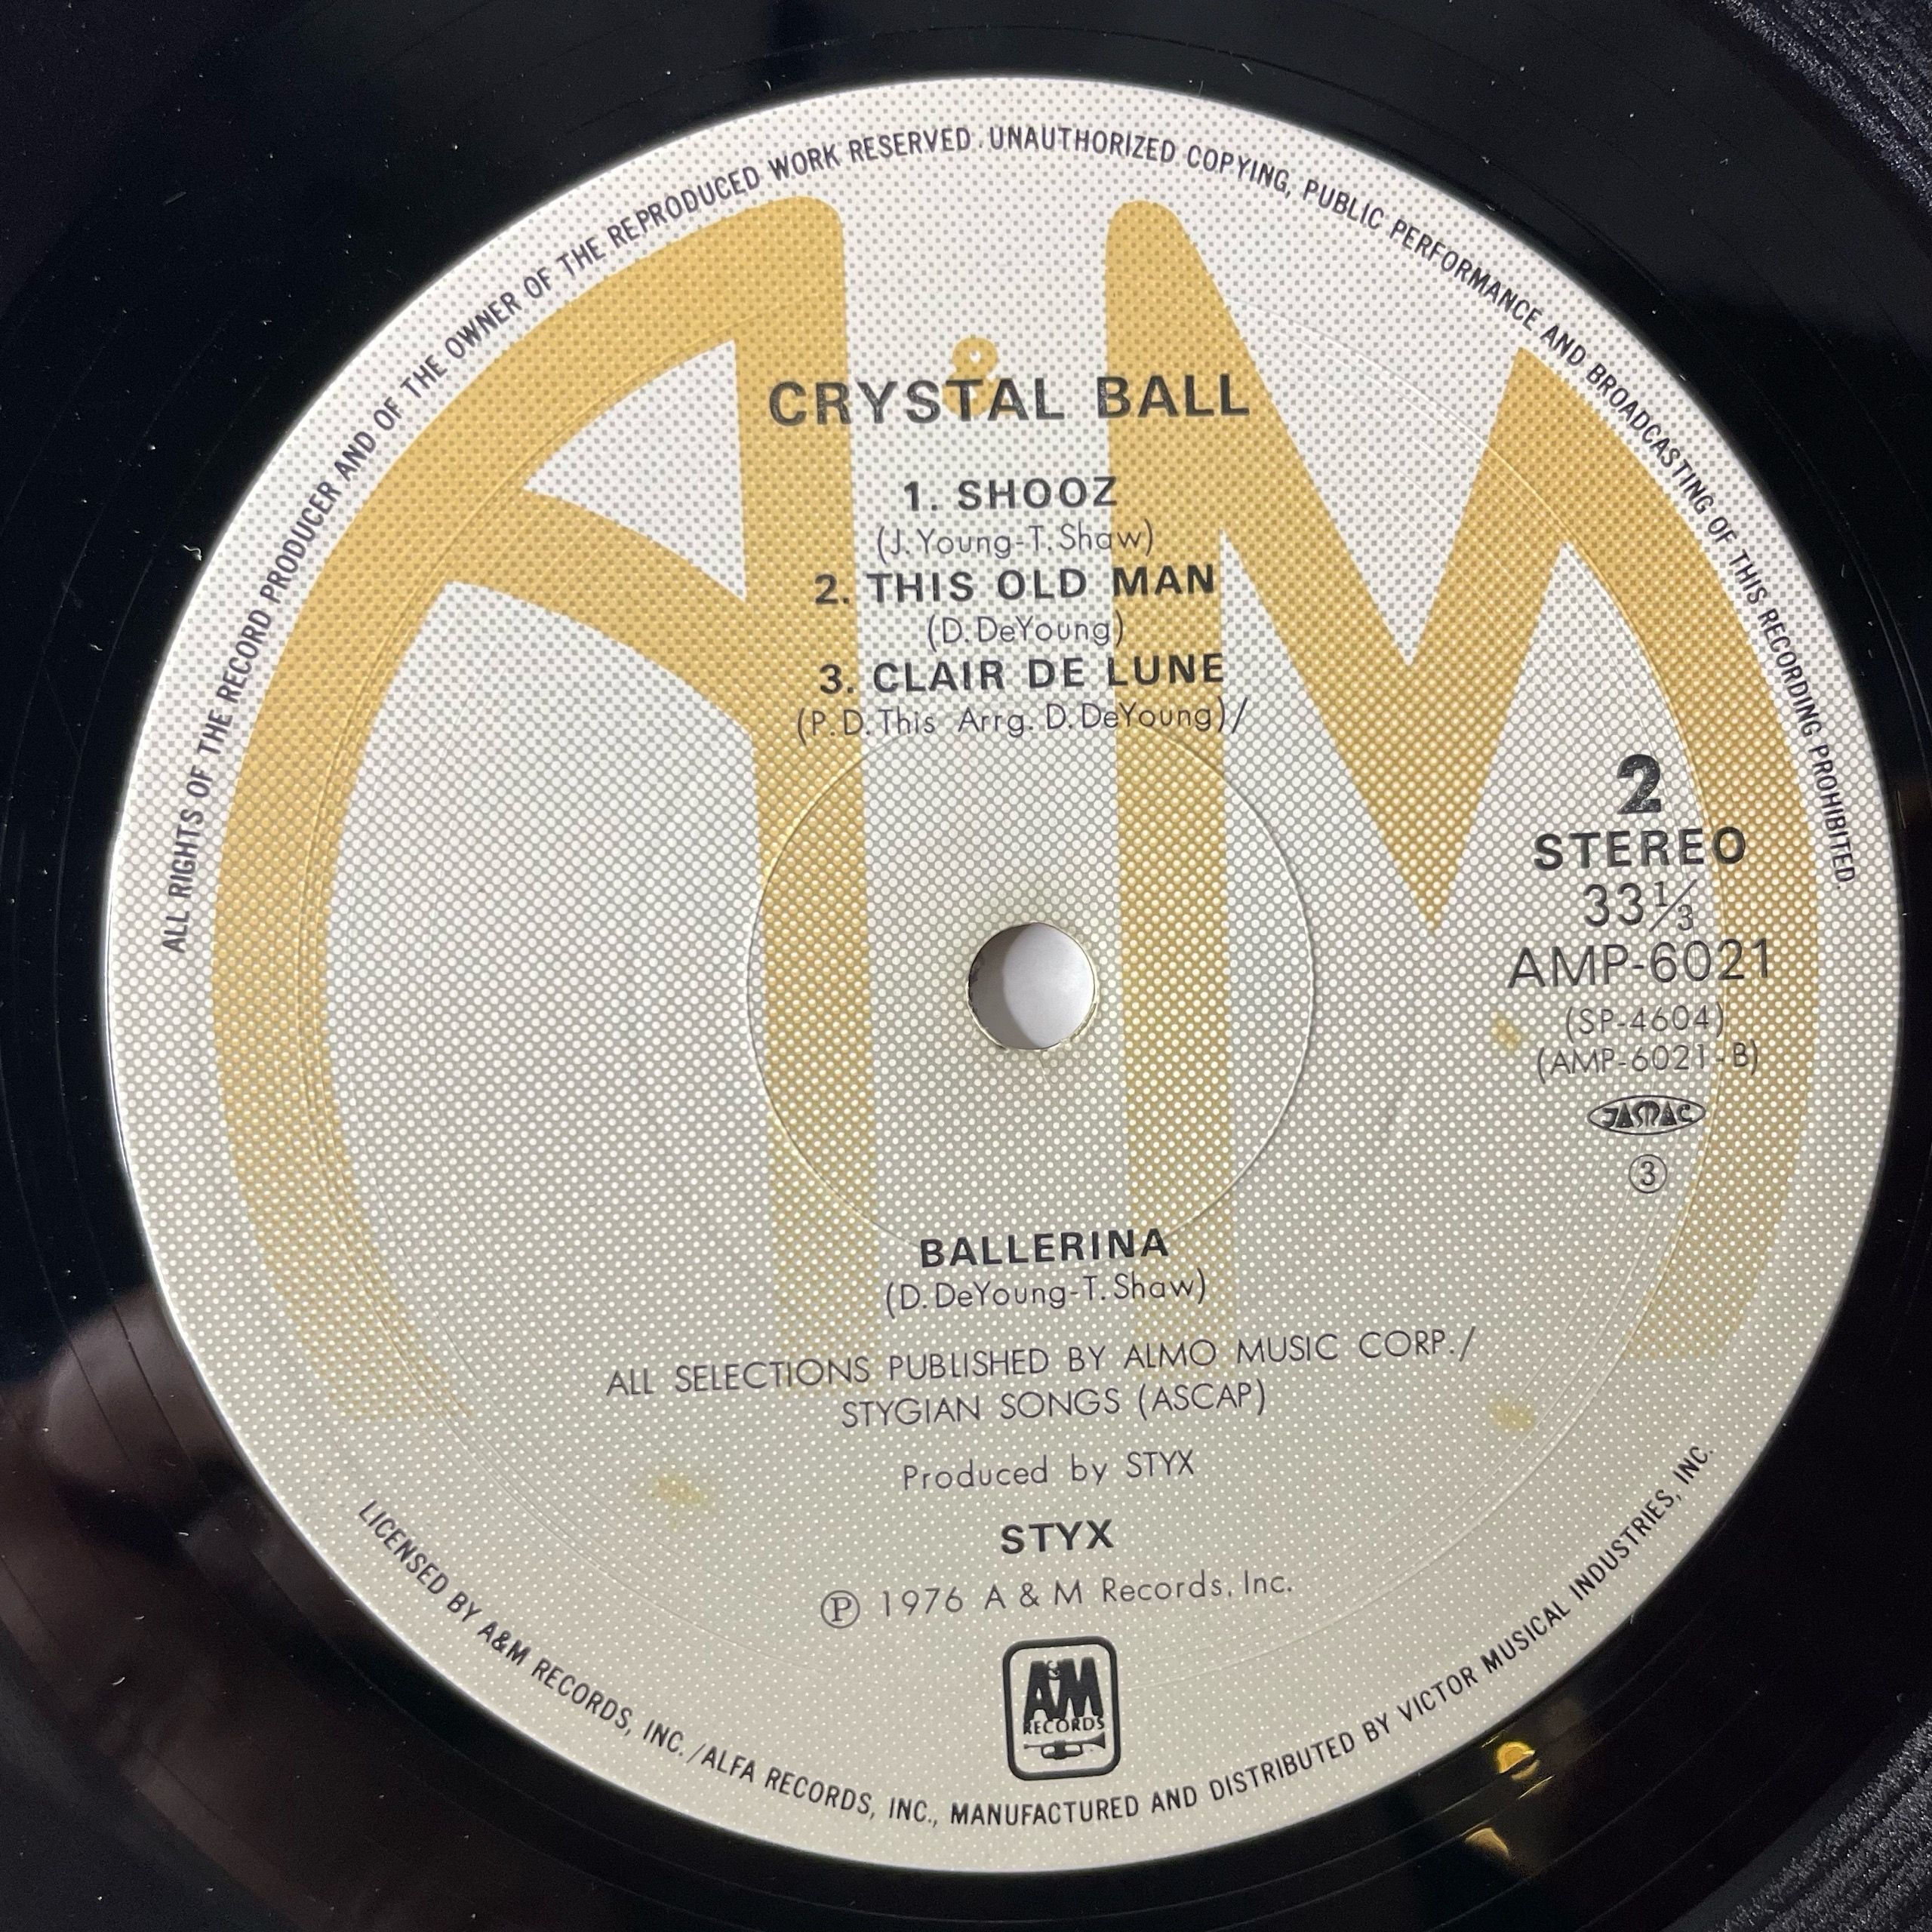 ALL RIGHTS OF THE RECORD PRODUCER AND OF THE OWNER OF THE REPRODUCED WORK RESERVED. UNAUTHORIZED COPYING, PUBLIC PERFORMANCE AND BROADCASTING OF THIS RECORDING PROHIBITED.
CRYSTAL BALL
1. SHOOZ
(J. Young-T. Shaw)
2. THIS OLD MAN
(D. DeYoung)
3. CLAIR DE LUNE
(P. D. This Arrg. D. DeYoung)/
2
STEREO
33⅓
AMP-6021
(SP-4604)
(AMP-6021-B)
JASRAC
③
BALLERINA
(D. DeYoung-T. Shaw)
ALL SELECTIONS PUBLISHED BY ALMO MUSIC CORP./
STYGIAN SONGS (ASCAP)
Produced by STYX
STYX
Ⓟ 1976 A & M Records, Inc.
A&M
RECORDS
LICENSED BY A&M RECORDS, INC./ALFA RECORDS, INC., MANUFACTURED AND DISTRIBUTED BY VICTOR MUSICAL INDUSTRIES, INC.